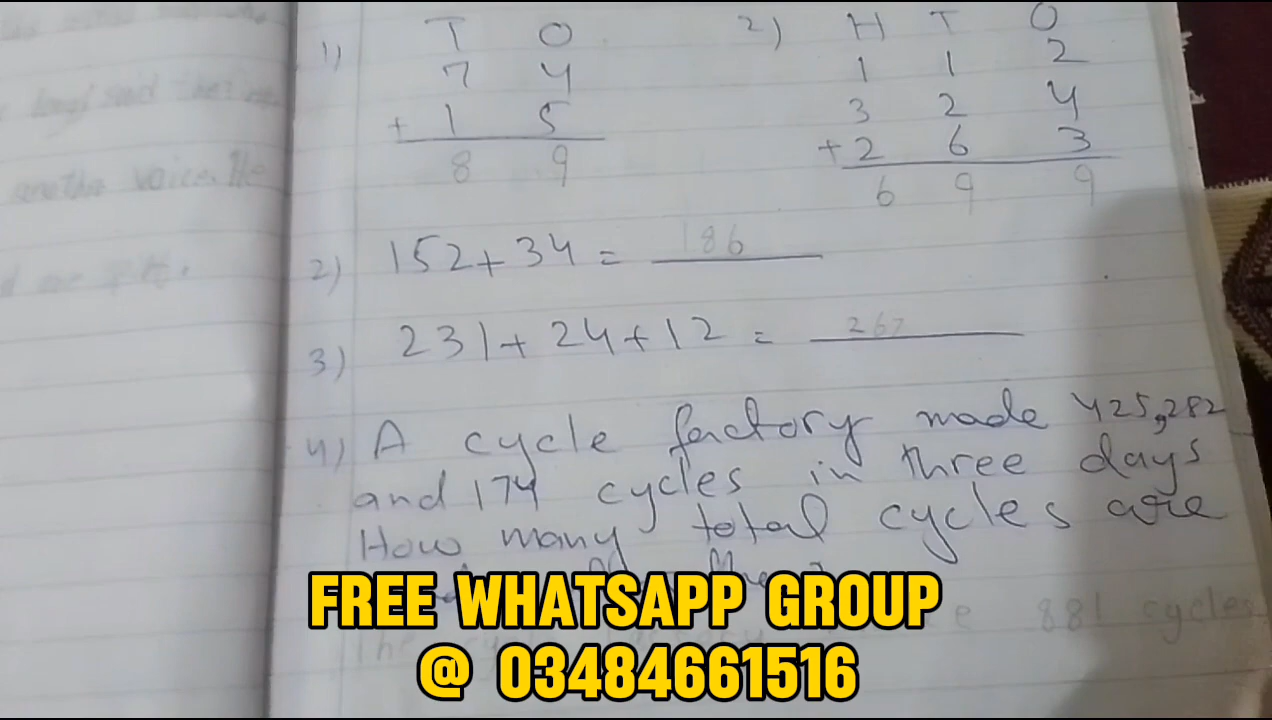 1) T O
7 4
+ 1 5
8 9
2) H T O
1 1 2
3 2 4
+ 2 6 3
6 9 9
2) 152 + 34 = 186
3) 231 + 24 + 12 = 267
4) A cycle factory made 425, 282
and 174 cycles in three days
How many total cycles are
881 cycles
FREE WHATSAPP GROUP
@ 03484661516